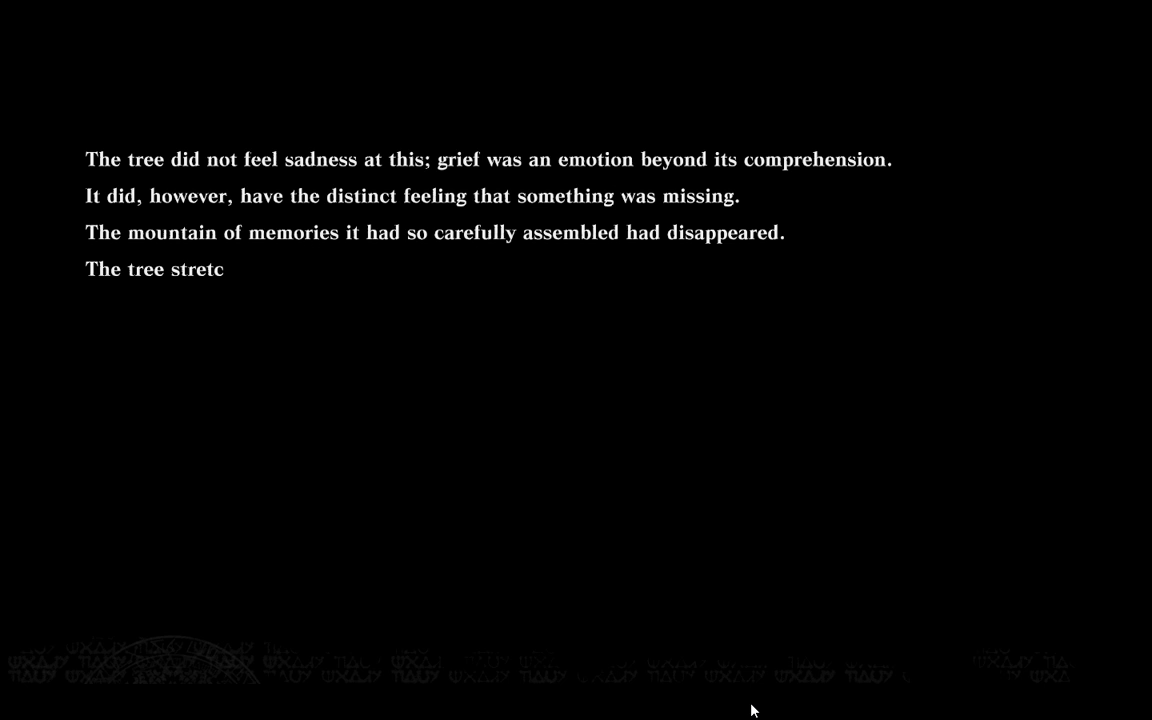 The tree did not feel sadness at this; grief was an emotion beyond its comprehension.
It did, however, have the distinct feeling that something was missing.
The mountain of memories it had so carefully assembled had disappeared.
The tree stretc